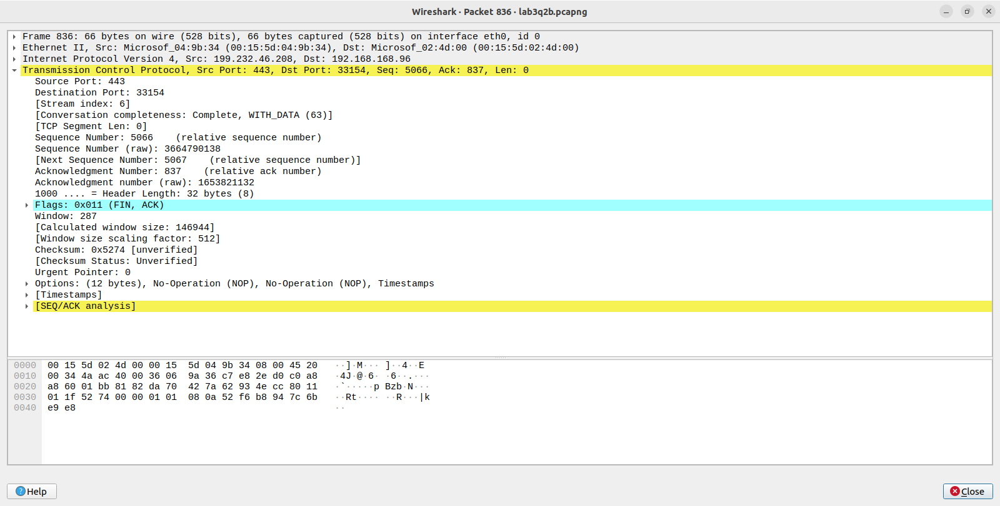 Wireshark · Packet 836 · lab3q2b.pcapng
Frame 836: 66 bytes on wire (528 bits), 66 bytes captured (528 bits) on interface eth0, id 0
Ethernet II, Src: Microsof_04:9b:34 (00:15:5d:04:9b:34), Dst: Microsof_02:4d:00 (00:15:5d:02:4d:00)
Internet Protocol Version 4, Src: 199.232.46.208, Dst: 192.168.168.96
Transmission Control Protocol, Src Port: 443, Dst Port: 33154, Seq: 5066, Ack: 837, Len: 0
Source Port: 443
Destination Port: 33154
[Stream index: 6]
[Conversation completeness: Complete, WITH_DATA (63)]
[TCP Segment Len: 0]
Sequence Number: 5066    (relative sequence number)
Sequence Number (raw): 3664790138
[Next Sequence Number: 5067    (relative sequence number)]
Acknowledgment Number: 837    (relative ack number)
Acknowledgment number (raw): 1653821132
1000 .... = Header Length: 32 bytes (8)
Flags: 0x011 (FIN, ACK)
Window: 287
[Calculated window size: 146944]
[Window size scaling factor: 512]
Checksum: 0x5274 [unverified]
[Checksum Status: Unverified]
Urgent Pointer: 0
Options: (12 bytes), No-Operation (NOP), No-Operation (NOP), Timestamps
[Timestamps]
[SEQ/ACK analysis]
0000  00 15 5d 02 4d 00 00 15  5d 04 9b 34 08 00 45 20   ··]·M··· ]··4··E
0010  00 34 4a ac 40 00 36 06  9a 36 c7 e8 2e d0 c0 a8   ·4J·@·6· ·6··.···
0020  a8 60 01 bb 81 82 da 70  42 7a 62 93 4e cc 80 11   ·`·····p Bzb·N···
0030  01 1f 52 74 00 00 01 01  08 0a 52 f6 b8 94 7c 6b   ··Rt···· ··R···|k
0040  e9 e8   ··
Help
Close